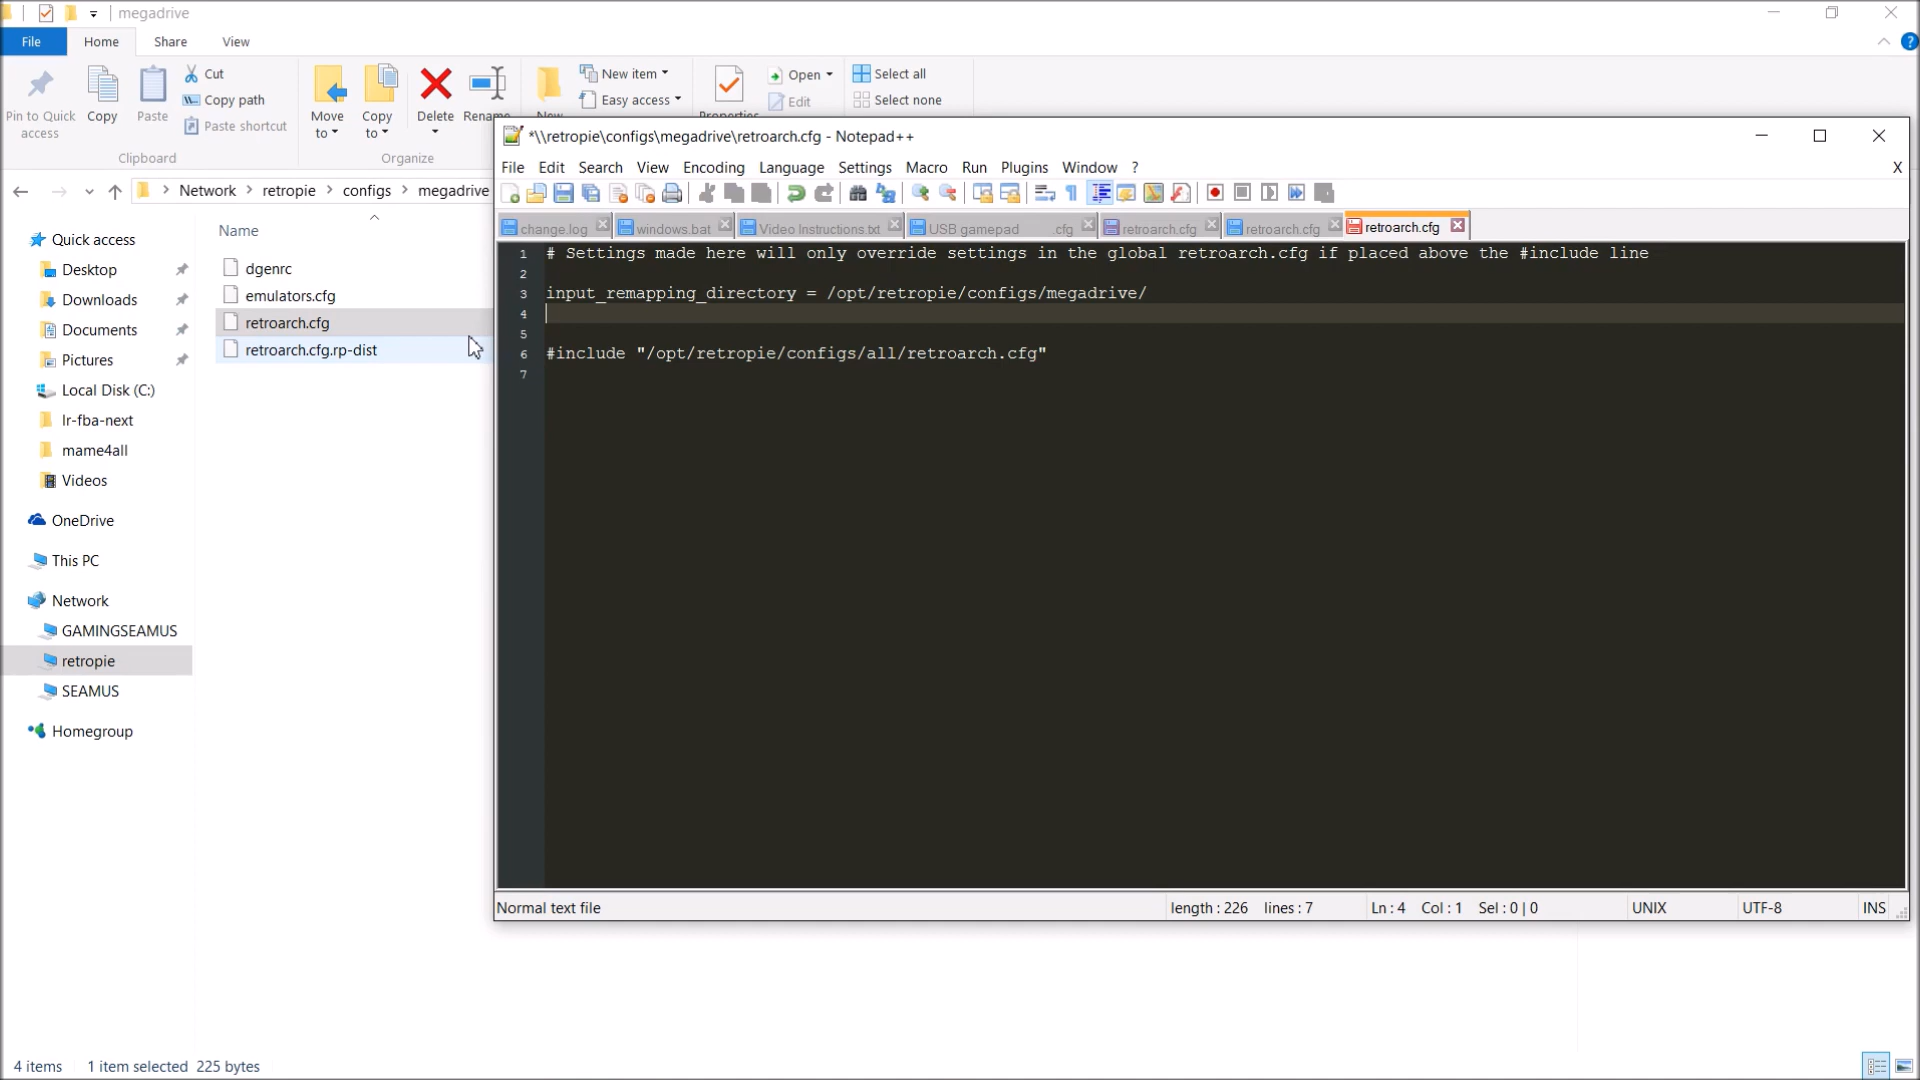 megadrive
File Home Share View
Pin to Quick access
Copy
Paste
Cut
Copy path
Paste shortcut
Clipboard
Move to
Copy to
Delete
Rename
Organize
New
New item
Easy access
Properties
Open
Edit
Select all
Select none
Network retropie configs megadrive
Quick access
Desktop
Downloads
Documents
Pictures
Local Disk (C:)
lr-fba-next
mame4all
Videos
OneDrive
This PC
Network
GAMINGSEAMUS
retropie
SEAMUS
Homegroup
Name
dgenrc
emulators.cfg
retroarch.cfg
retroarch.cfg.rp-dist
*\\retropie\configs\megadrive\retroarch.cfg - Notepad++
File Edit Search View Encoding Language Settings Macro Run Plugins Window ? X
change.log windows.bat Video Instructions.txt USB gamepad .cfg retroarch.cfg retroarch.cfg retroarch.cfg
1 # Settings made here will only override settings in the global retroarch.cfg if placed above the #include line
2
3 input_remapping_directory = /opt/retropie/configs/megadrive/
4
5
6 #include "/opt/retropie/configs/all/retroarch.cfg"
7
Normal text file length : 226 lines : 7 Ln : 4 Col : 1 Sel : 0 | 0 UNIX UTF-8 INS
4 items 1 item selected 225 bytes